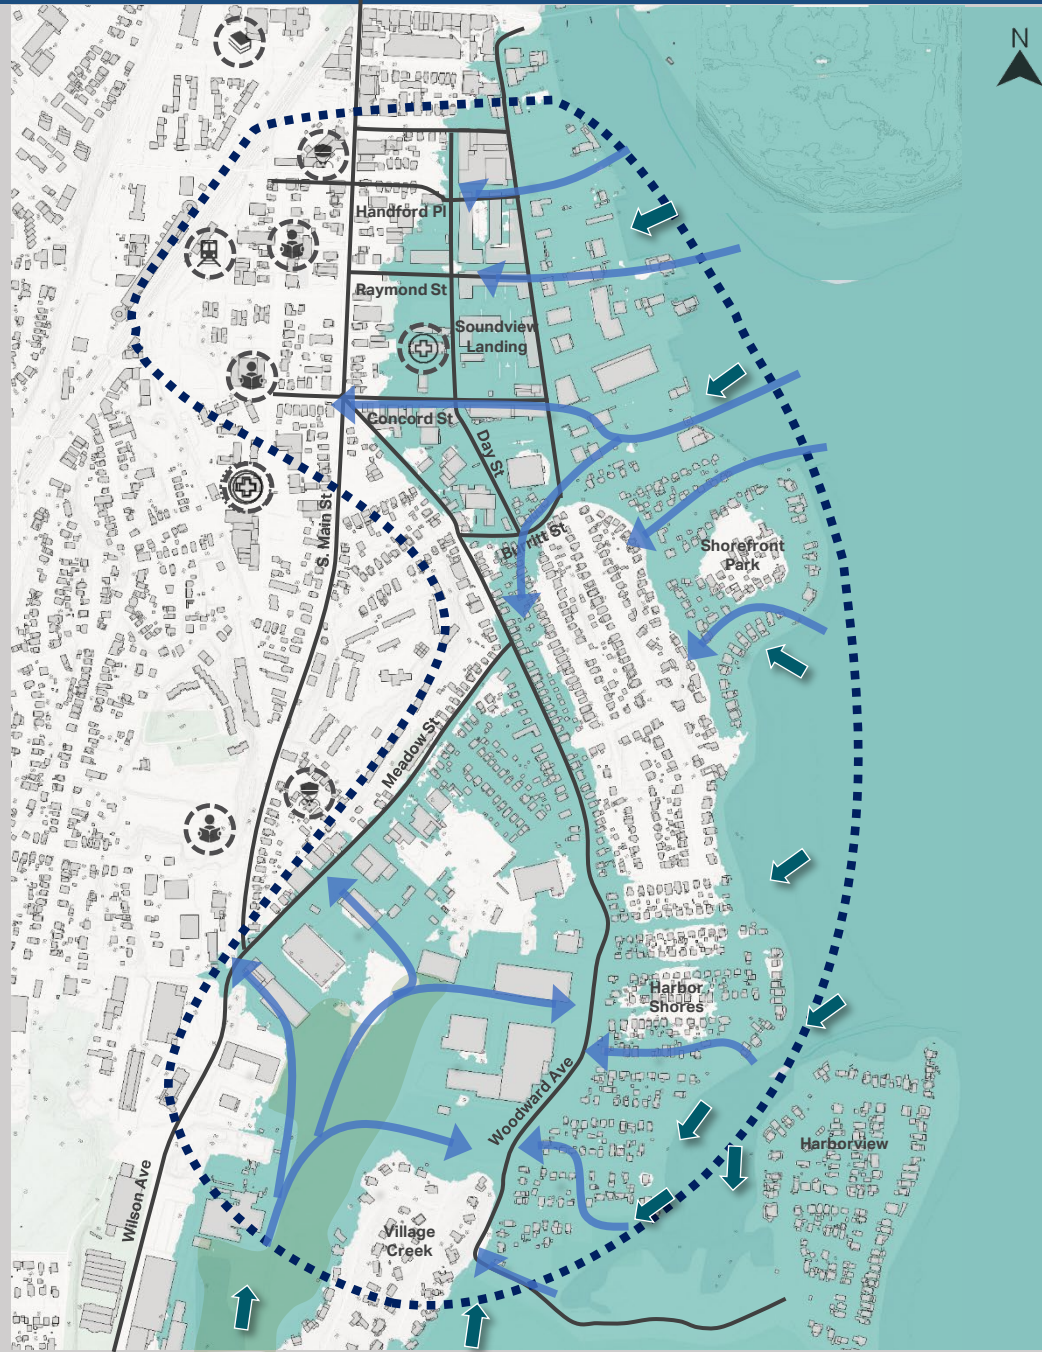 N
Handford Pl
Raymond St
Soundview
Landing
Concord St
Day St
S. Main St
Burritt St
Shorefront
Park
Meadow St
Harbor
Shores
Woodward Ave
Harborview
Wilson Ave
Village
Creek